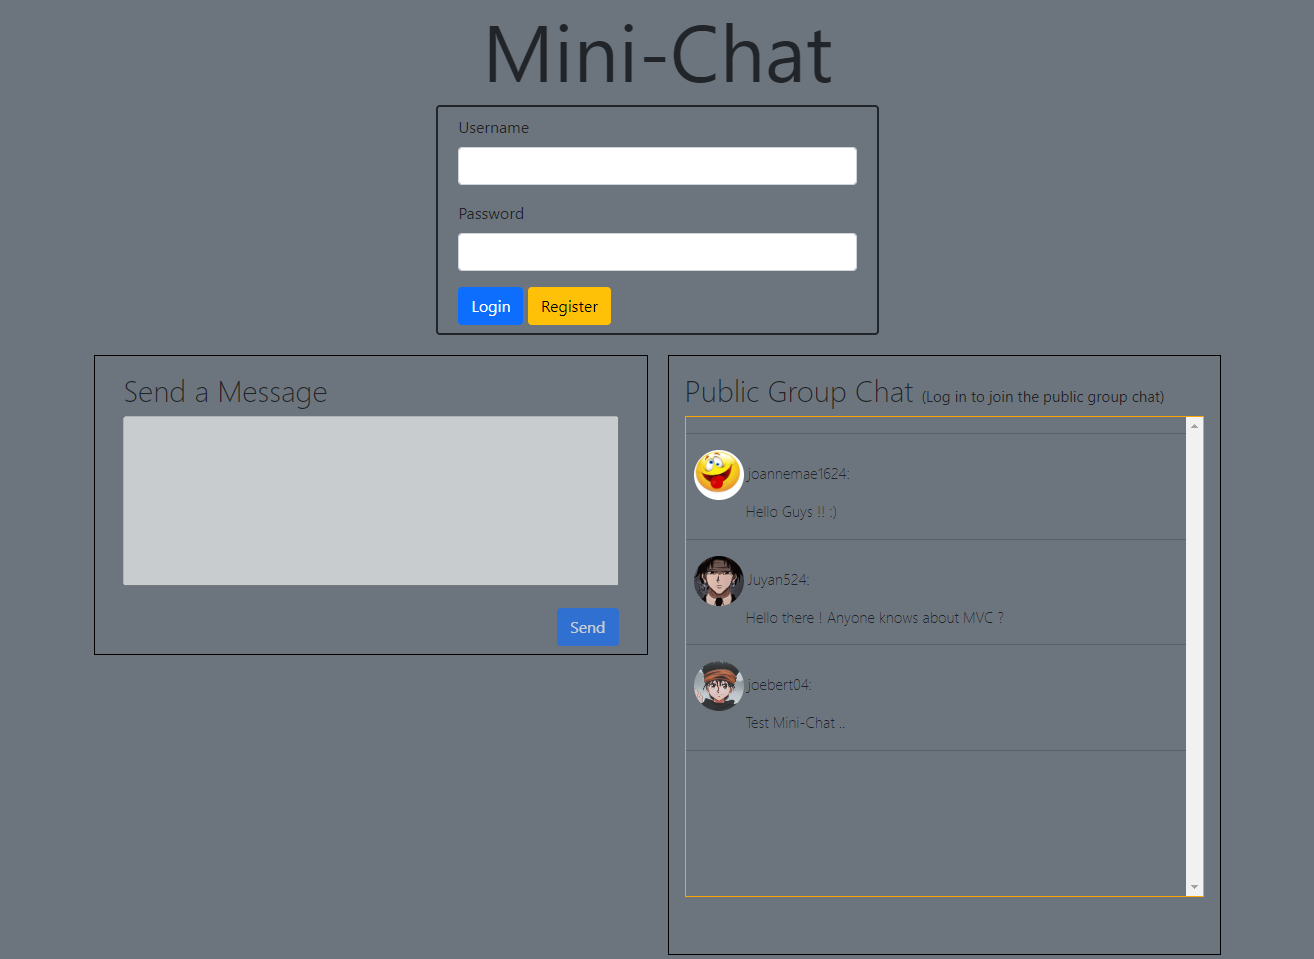 Mini-Chat
Username
Password
Login Register
Send a Message
Send
Public Group Chat (Log in to join the public group chat)
joannemae1624:
Hello Guys !! :)
Juyan524:
Hello there ! Anyone knows about MVC ?
joebert04:
Test Mini-Chat ..